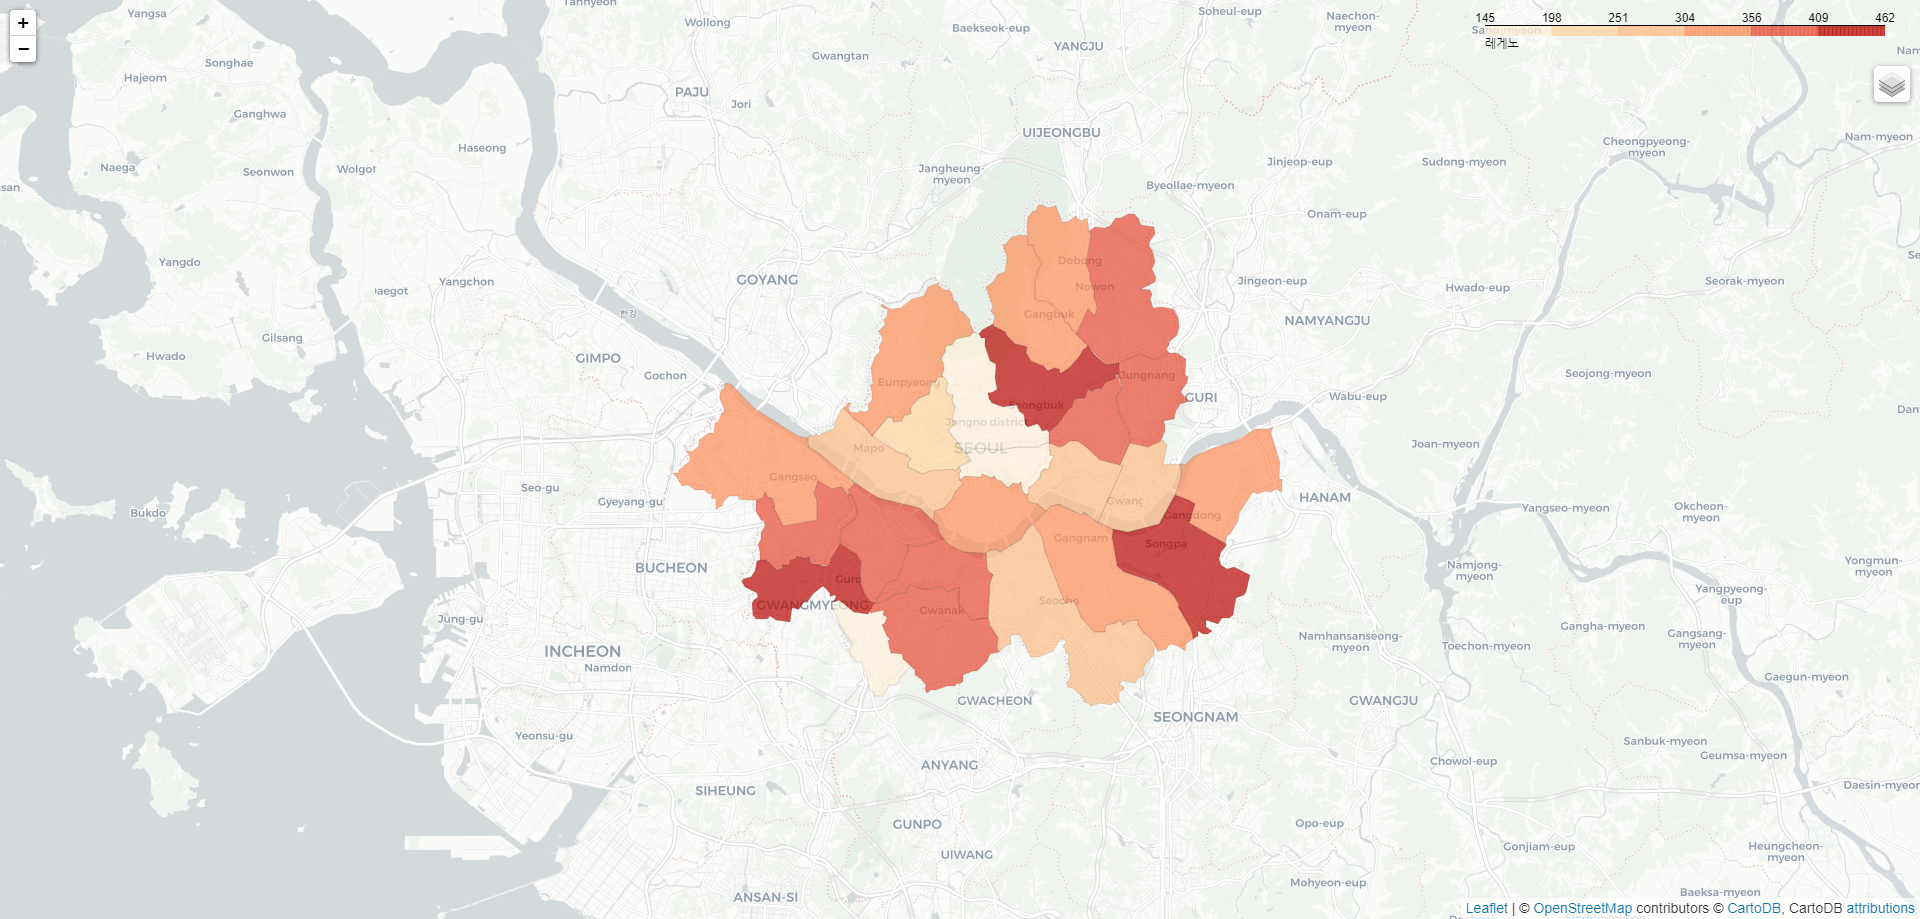 +
−
145 198 251 304 356 409 462
레게노
Yangsa
Tannyeon
Wollong
Baekseok-eup
Soheul-eup
Naechon-myeon
Sang-myeon
YANGJU
Gwangtan
Songhae
Hajeom
PAJU
Jori
Ganghwa
UIJEONGBU
Cheongpyeong-myeon
Nam-myeon
Haseong
Naega
Seonwon
Wolgot
Jangheung-myeon
Jinjeop-eup
Sudong-myeon
Byeollae-myeon
Onam-eup
Yangdo
Yangchon
GOYANG
Dobong
Nowon
Jingeon-eup
Hwado-eup
Seorak-myeon
한강
Gangbuk
NAMYANGJU
Gilsang
Hwado
GIMPO
Gochon
Eunpyeong
Jungnang
Seojong-myeon
GURI
Wabu-eup
Seongbuk
Jongno district
SEOUL
Mapo
Joan-myeon
Gangseo
Seo-gu
Gyeyang-gu
Gwang
HANAM
Bukdo
Gangdong
Yangseo-myeon
Okcheon-myeon
Gangnam
Songpa
BUCHEON
Guro
Namjong-myeon
Yongmun-myeon
Yangpyeong-eup
GWANGMYEONG
Gwanak
Seocho
Jung-gu
Gangha-myeon
Gangsang-myeon
Namhansanseong-myeon
Toechon-myeon
INCHEON
Namdon
Gaegun-myeon
GWACHEON
GWANGJU
SEONGNAM
Yeonsu-gu
Sanbuk-myeon
Geumsa-myeon
ANYANG
Chowol-eup
SIHEUNG
Daesin-myeon
GUNPO
Opo-eup
UIWANG
Gonjiam-eup
Heungcheon-myeon
Mohyeon-eup
ANSAN-SI
Baeksa-myeon
Leaflet | © OpenStreetMap contributors © CartoDB, CartoDB attributions